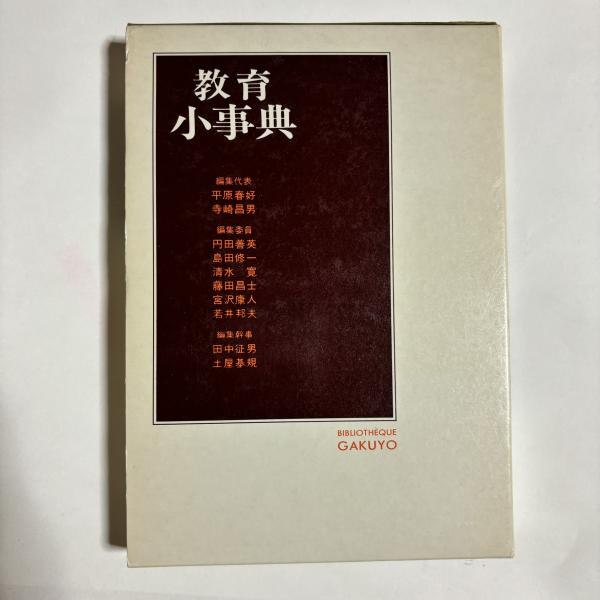 教育
小事典
編集代表
平原春好
寺崎昌男
編集委員
円田善英
島田修一
清水 寛
藤田昌士
宮沢康人
若井邦夫
編集幹事
田中征男
土屋基規
BIBLIOTHÈQUE
GAKUYO